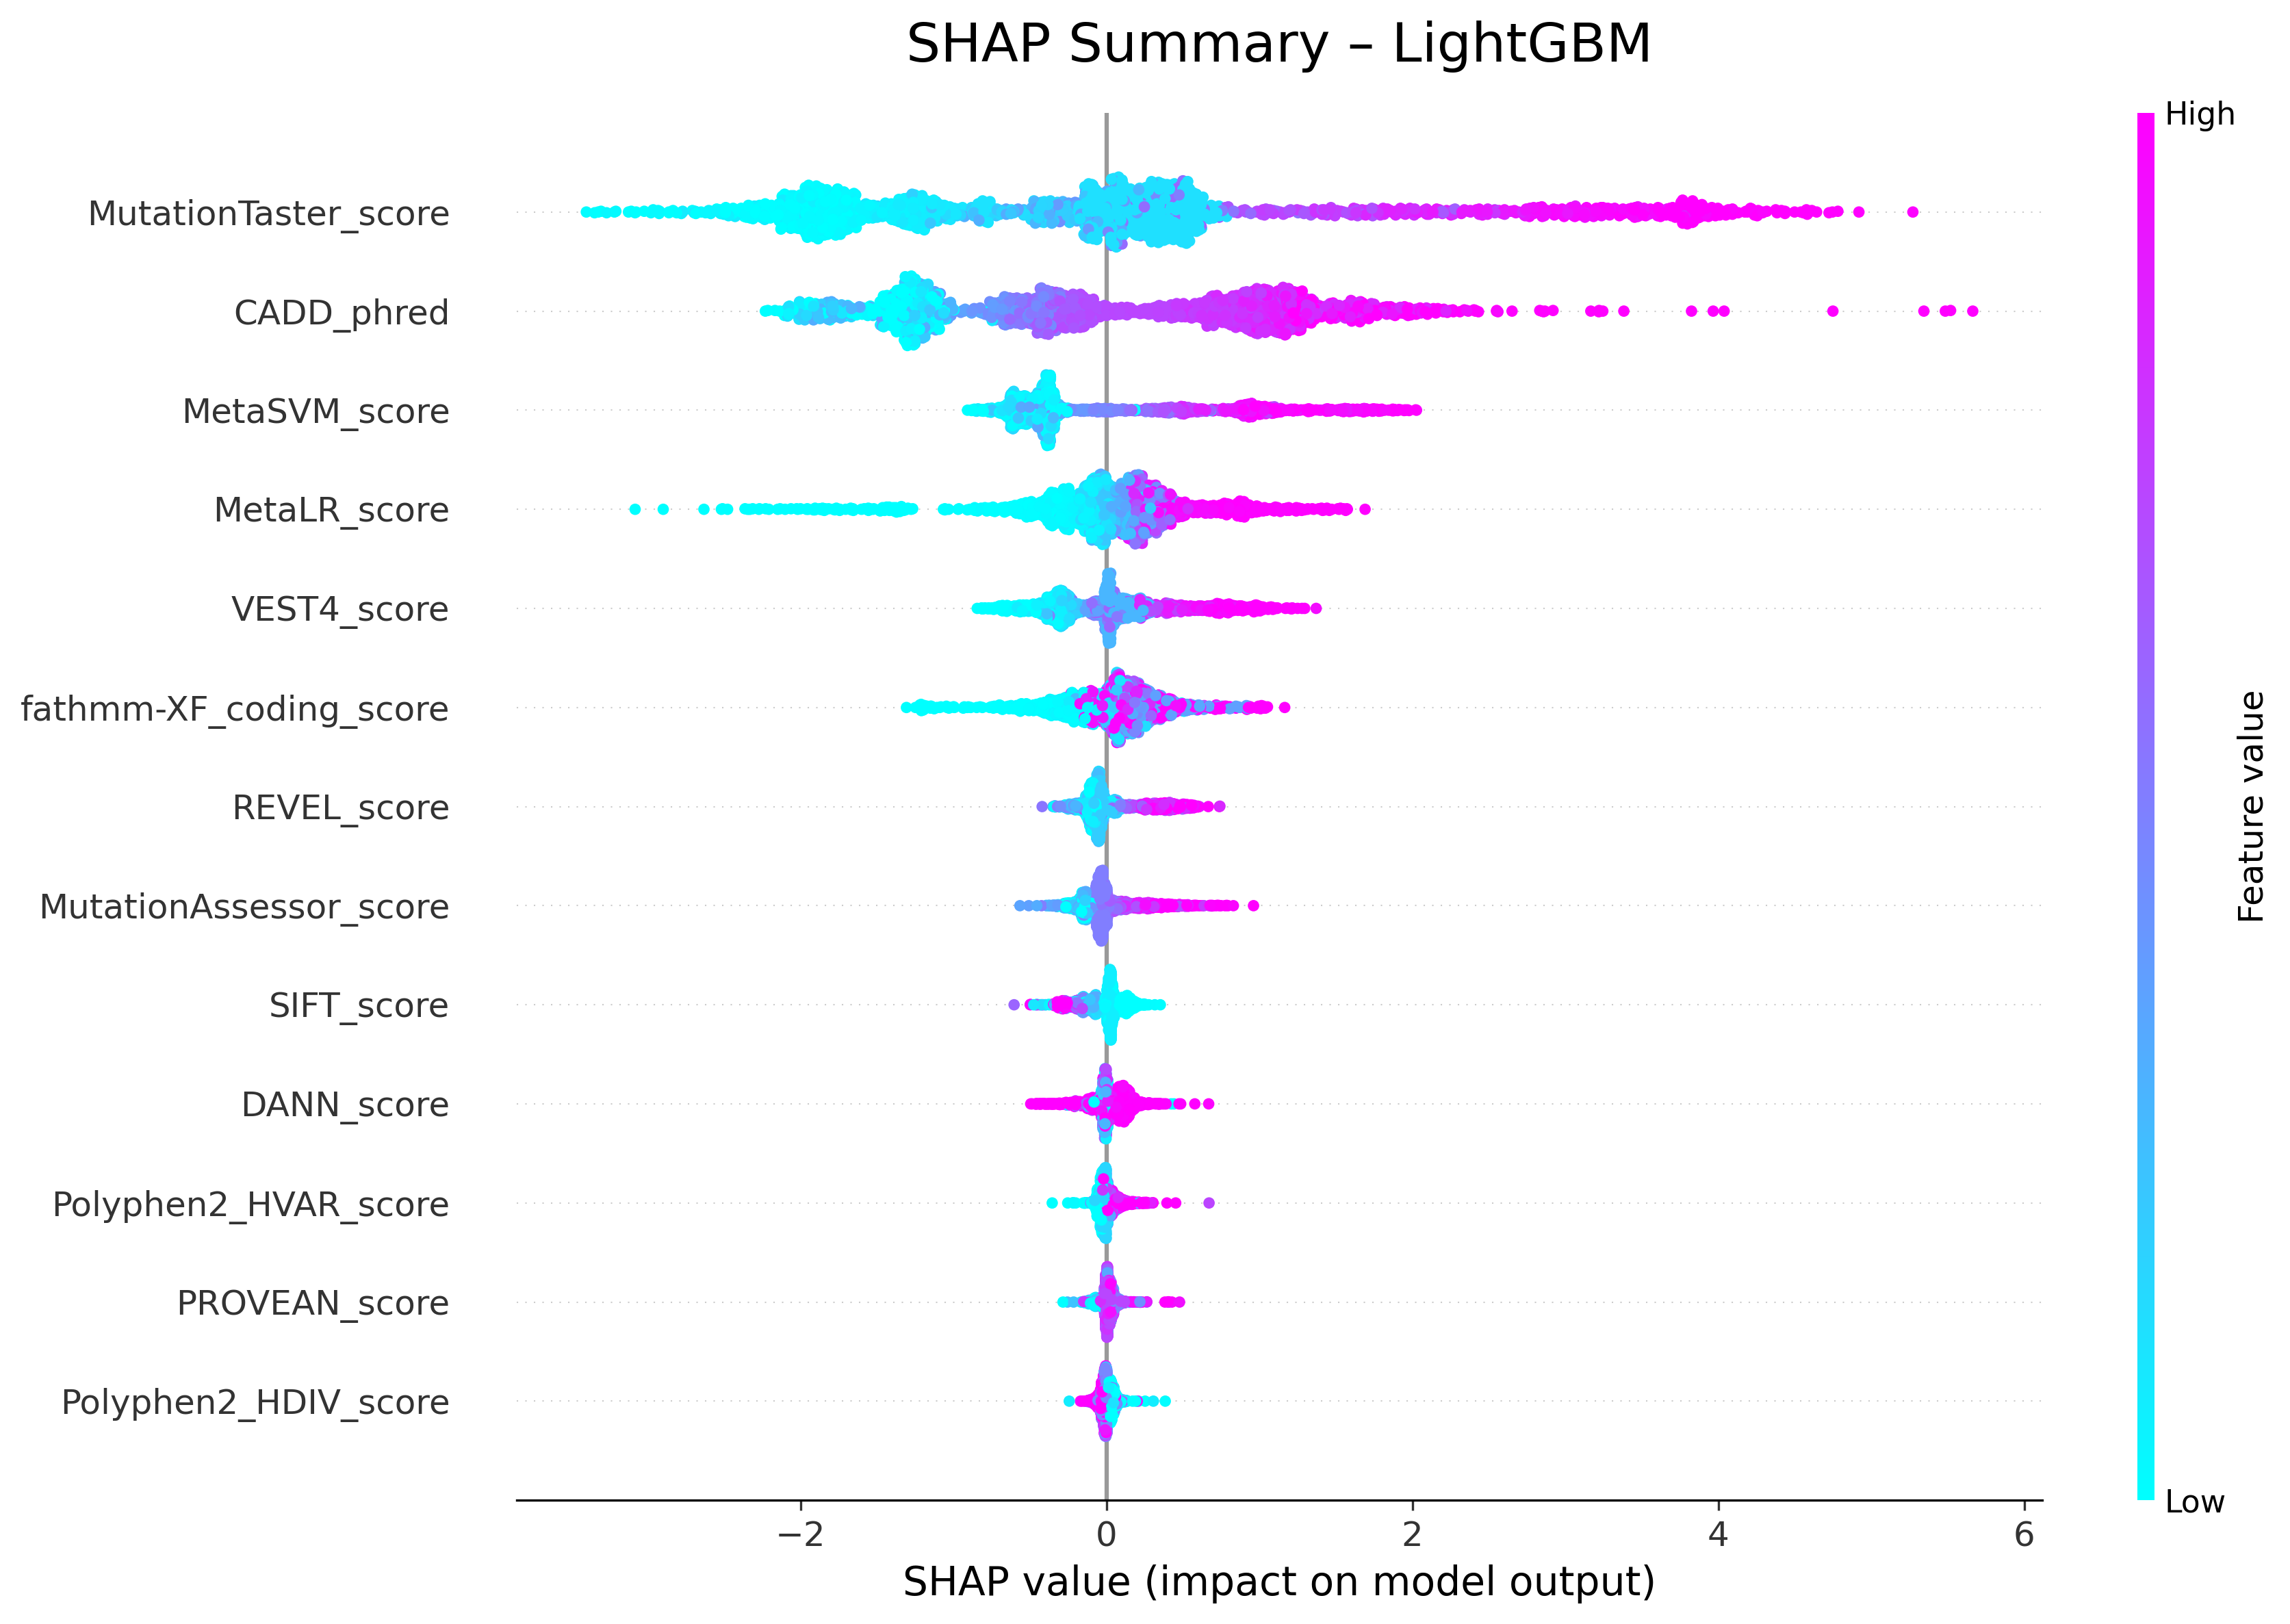 SHAP Summary – LightGBM
High
MutationTaster_score
CADD_phred
MetaSVM_score
MetaLR_score
VEST4_score
fathmm-XF_coding_score
REVEL_score
MutationAssessor_score
SIFT_score
DANN_score
Polyphen2_HVAR_score
PROVEAN_score
Polyphen2_HDIV_score
Feature value
Low
−2 0 2 4 6
SHAP value (impact on model output)